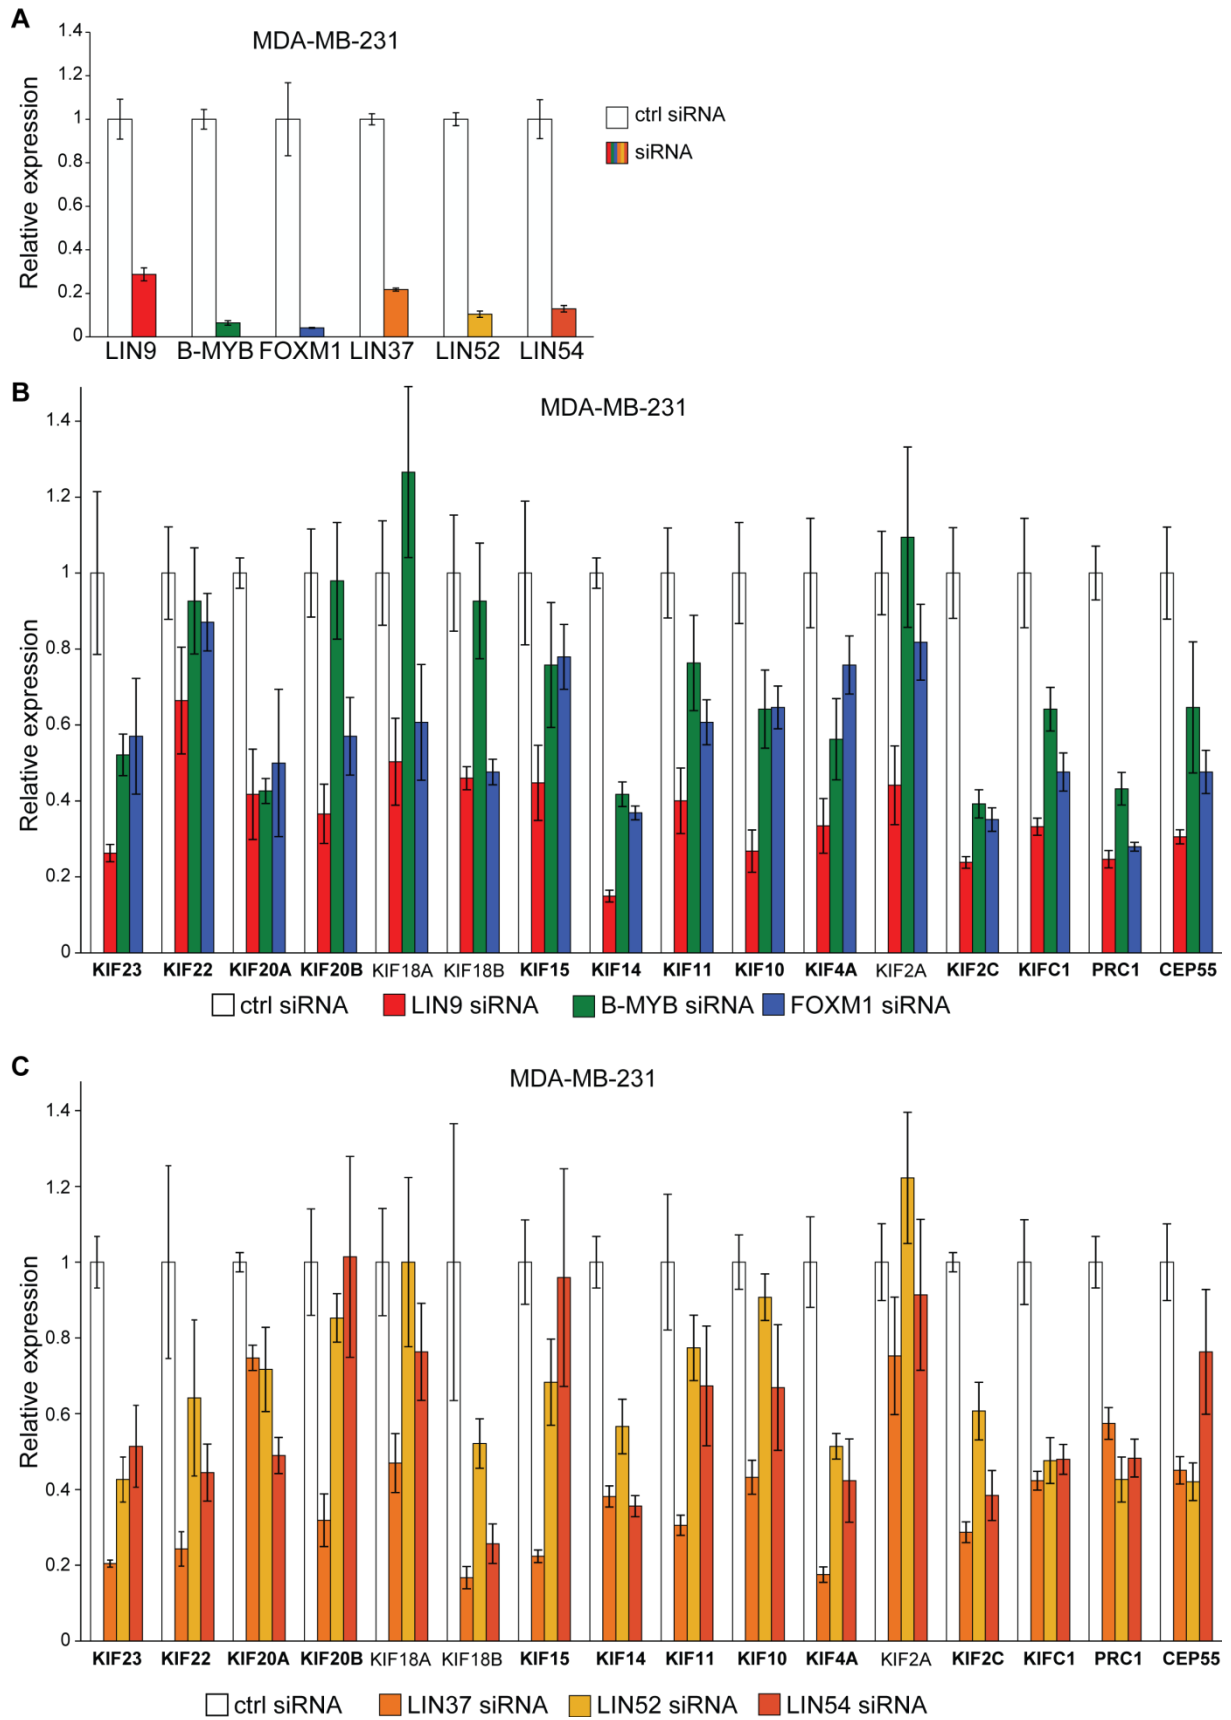 A
MDA-MB-231
Relative expression
1.4
1.2
1
0.8
0.6
0.4
0.2
0
LIN9 B-MYB FOXM1 LIN37 LIN52 LIN54
ctrl siRNA
siRNA
B
MDA-MB-231
Relative expression
1.4
1.2
1
0.8
0.6
0.4
0.2
0
KIF23 KIF22 KIF20A KIF20B KIF18A KIF18B KIF15 KIF14 KIF11 KIF10 KIF4A KIF2A KIF2C KIFC1 PRC1 CEP55
ctrl siRNA LIN9 siRNA B-MYB siRNA FOXM1 siRNA
C
MDA-MB-231
Relative expression
1.4
1.2
1
0.8
0.6
0.4
0.2
0
KIF23 KIF22 KIF20A KIF20B KIF18A KIF18B KIF15 KIF14 KIF11 KIF10 KIF4A KIF2A KIF2C KIFC1 PRC1 CEP55
ctrl siRNA LIN37 siRNA LIN52 siRNA LIN54 siRNA